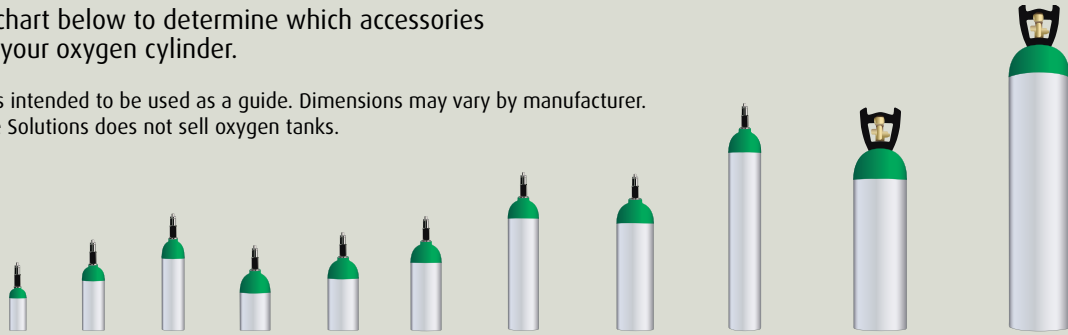 chart below to determine which accessories
your oxygen cylinder.
s intended to be used as a guide. Dimensions may vary by manufacturer.
e Solutions does not sell oxygen tanks.